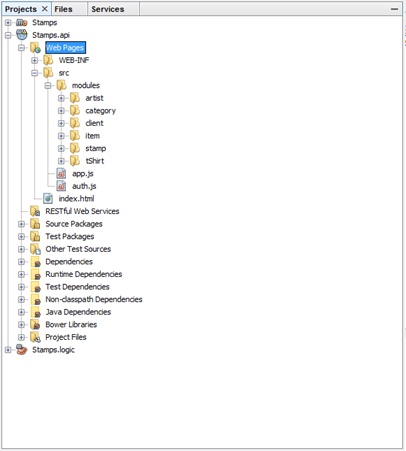 Projects Files Services
Stamps
Stamps.api
Web Pages
WEB-INF
src
modules
artist
category
client
item
stamp
tShirt
app.js
auth.js
index.html
RESTful Web Services
Source Packages
Test Packages
Other Test Sources
Dependencies
Runtime Dependencies
Test Dependencies
Non-classpath Dependencies
Java Dependencies
Bower Libraries
Project Files
Stamps.logic